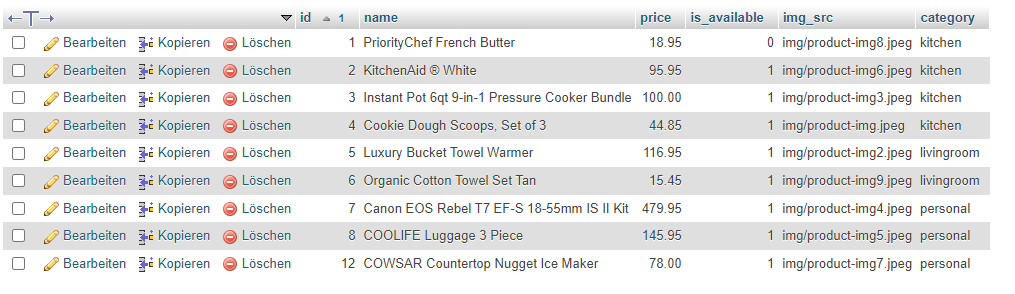 ←T→ id 1 name price is_available img_src category
Bearbeiten Kopieren Löschen 1 PriorityChef French Butter 18.95 0 img/product-img8.jpeg kitchen
Bearbeiten Kopieren Löschen 2 KitchenAid ® White 95.95 1 img/product-img6.jpeg kitchen
Bearbeiten Kopieren Löschen 3 Instant Pot 6qt 9-in-1 Pressure Cooker Bundle 100.00 1 img/product-img3.jpeg kitchen
Bearbeiten Kopieren Löschen 4 Cookie Dough Scoops, Set of 3 44.85 1 img/product-img.jpeg kitchen
Bearbeiten Kopieren Löschen 5 Luxury Bucket Towel Warmer 116.95 1 img/product-img2.jpeg livingroom
Bearbeiten Kopieren Löschen 6 Organic Cotton Towel Set Tan 15.45 1 img/product-img9.jpeg livingroom
Bearbeiten Kopieren Löschen 7 Canon EOS Rebel T7 EF-S 18-55mm IS II Kit 479.95 1 img/product-img4.jpeg personal
Bearbeiten Kopieren Löschen 8 COOLIFE Luggage 3 Piece 145.95 1 img/product-img5.jpeg personal
Bearbeiten Kopieren Löschen 12 COWSAR Countertop Nugget Ice Maker 78.00 1 img/product-img7.jpeg personal